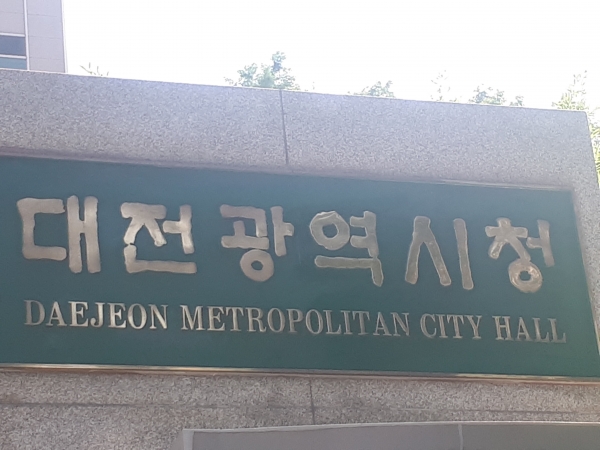 대전광역시청
DAEJEON METROPOLITAN CITY HALL